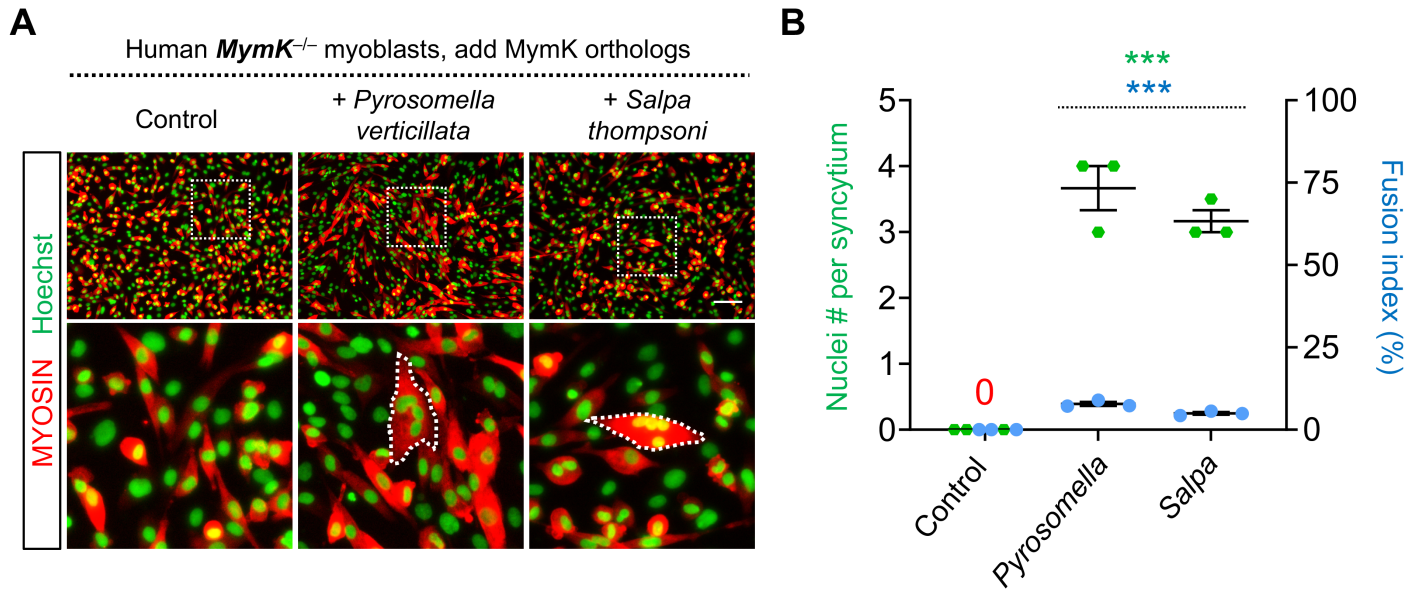 A
Human MymK–/– myoblasts, add MymK orthologs
Control
+ Pyrosomella
verticillata
+ Salpa
thompsoni
MYOSIN Hoechst
B
***
***
Nuclei # per syncytium
5
4
3
2
1
0
0
100
75
50
25
0
Fusion index (%)
Control
Pyrosomella
Salpa